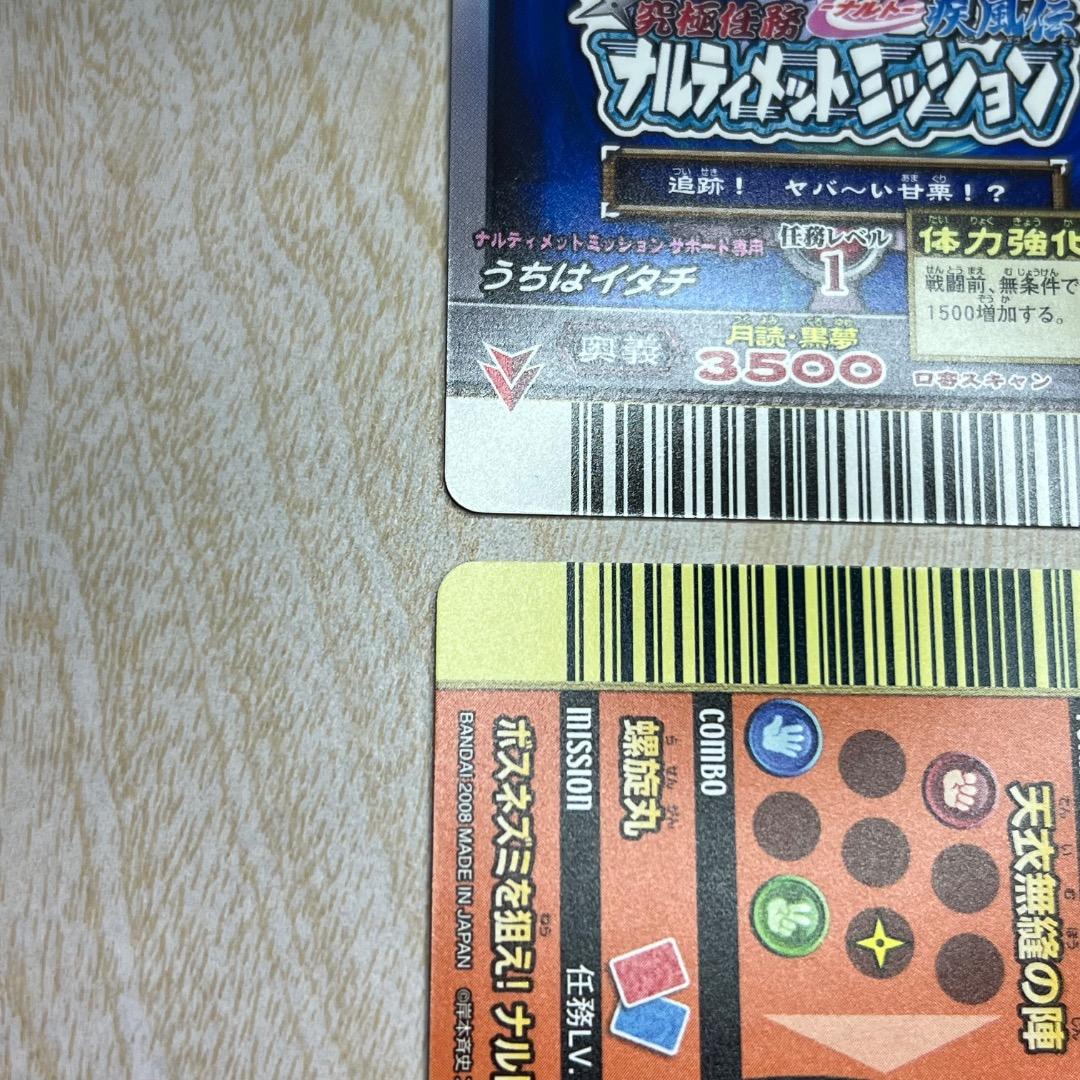 究極任務 ナルト 疾風伝
ナルティメットミッション
追跡！ ヤバ〜い甘栗！？
ナルティメットミッション サポート専用
任務レベル
1
うちはイタチ
体力強化
戦闘前、無条件で
1500増加する。
奥義
月読・黒夢
3500
口寄スキャン
天衣無縫の陣
COMBO
螺旋丸
MISSION
任務LV.
ボスネズミを狙え! ナル
BANDAI 2008 MADE IN JAPAN ©岸本斉史